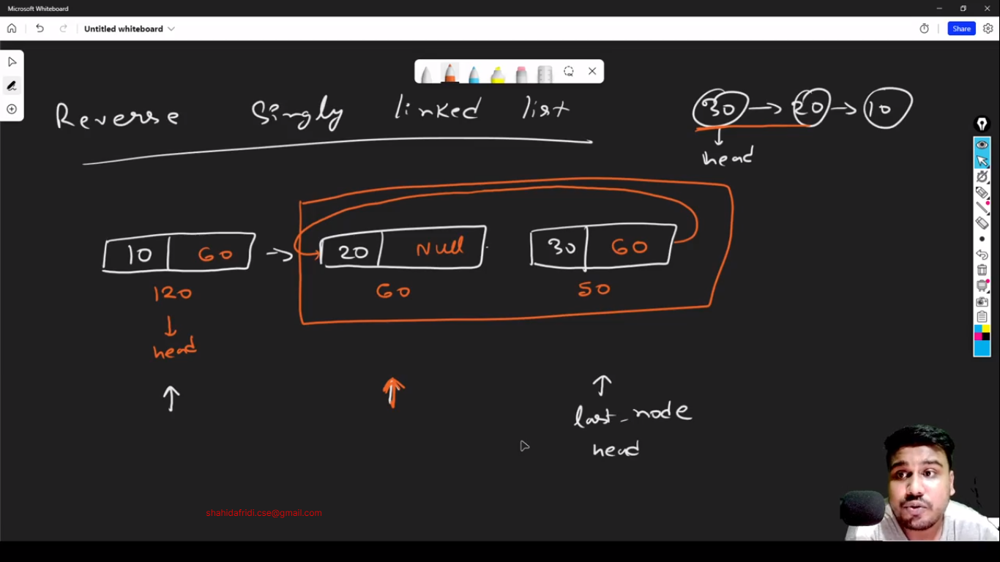 Microsoft Whiteboard
Untitled whiteboard
Share
Reverse Singly linked list
30 → 20 → 10
head
10 60 → 20 Null 30 60
120 60 50
head
last_node
head
shahidafridi.cse@gmail.com